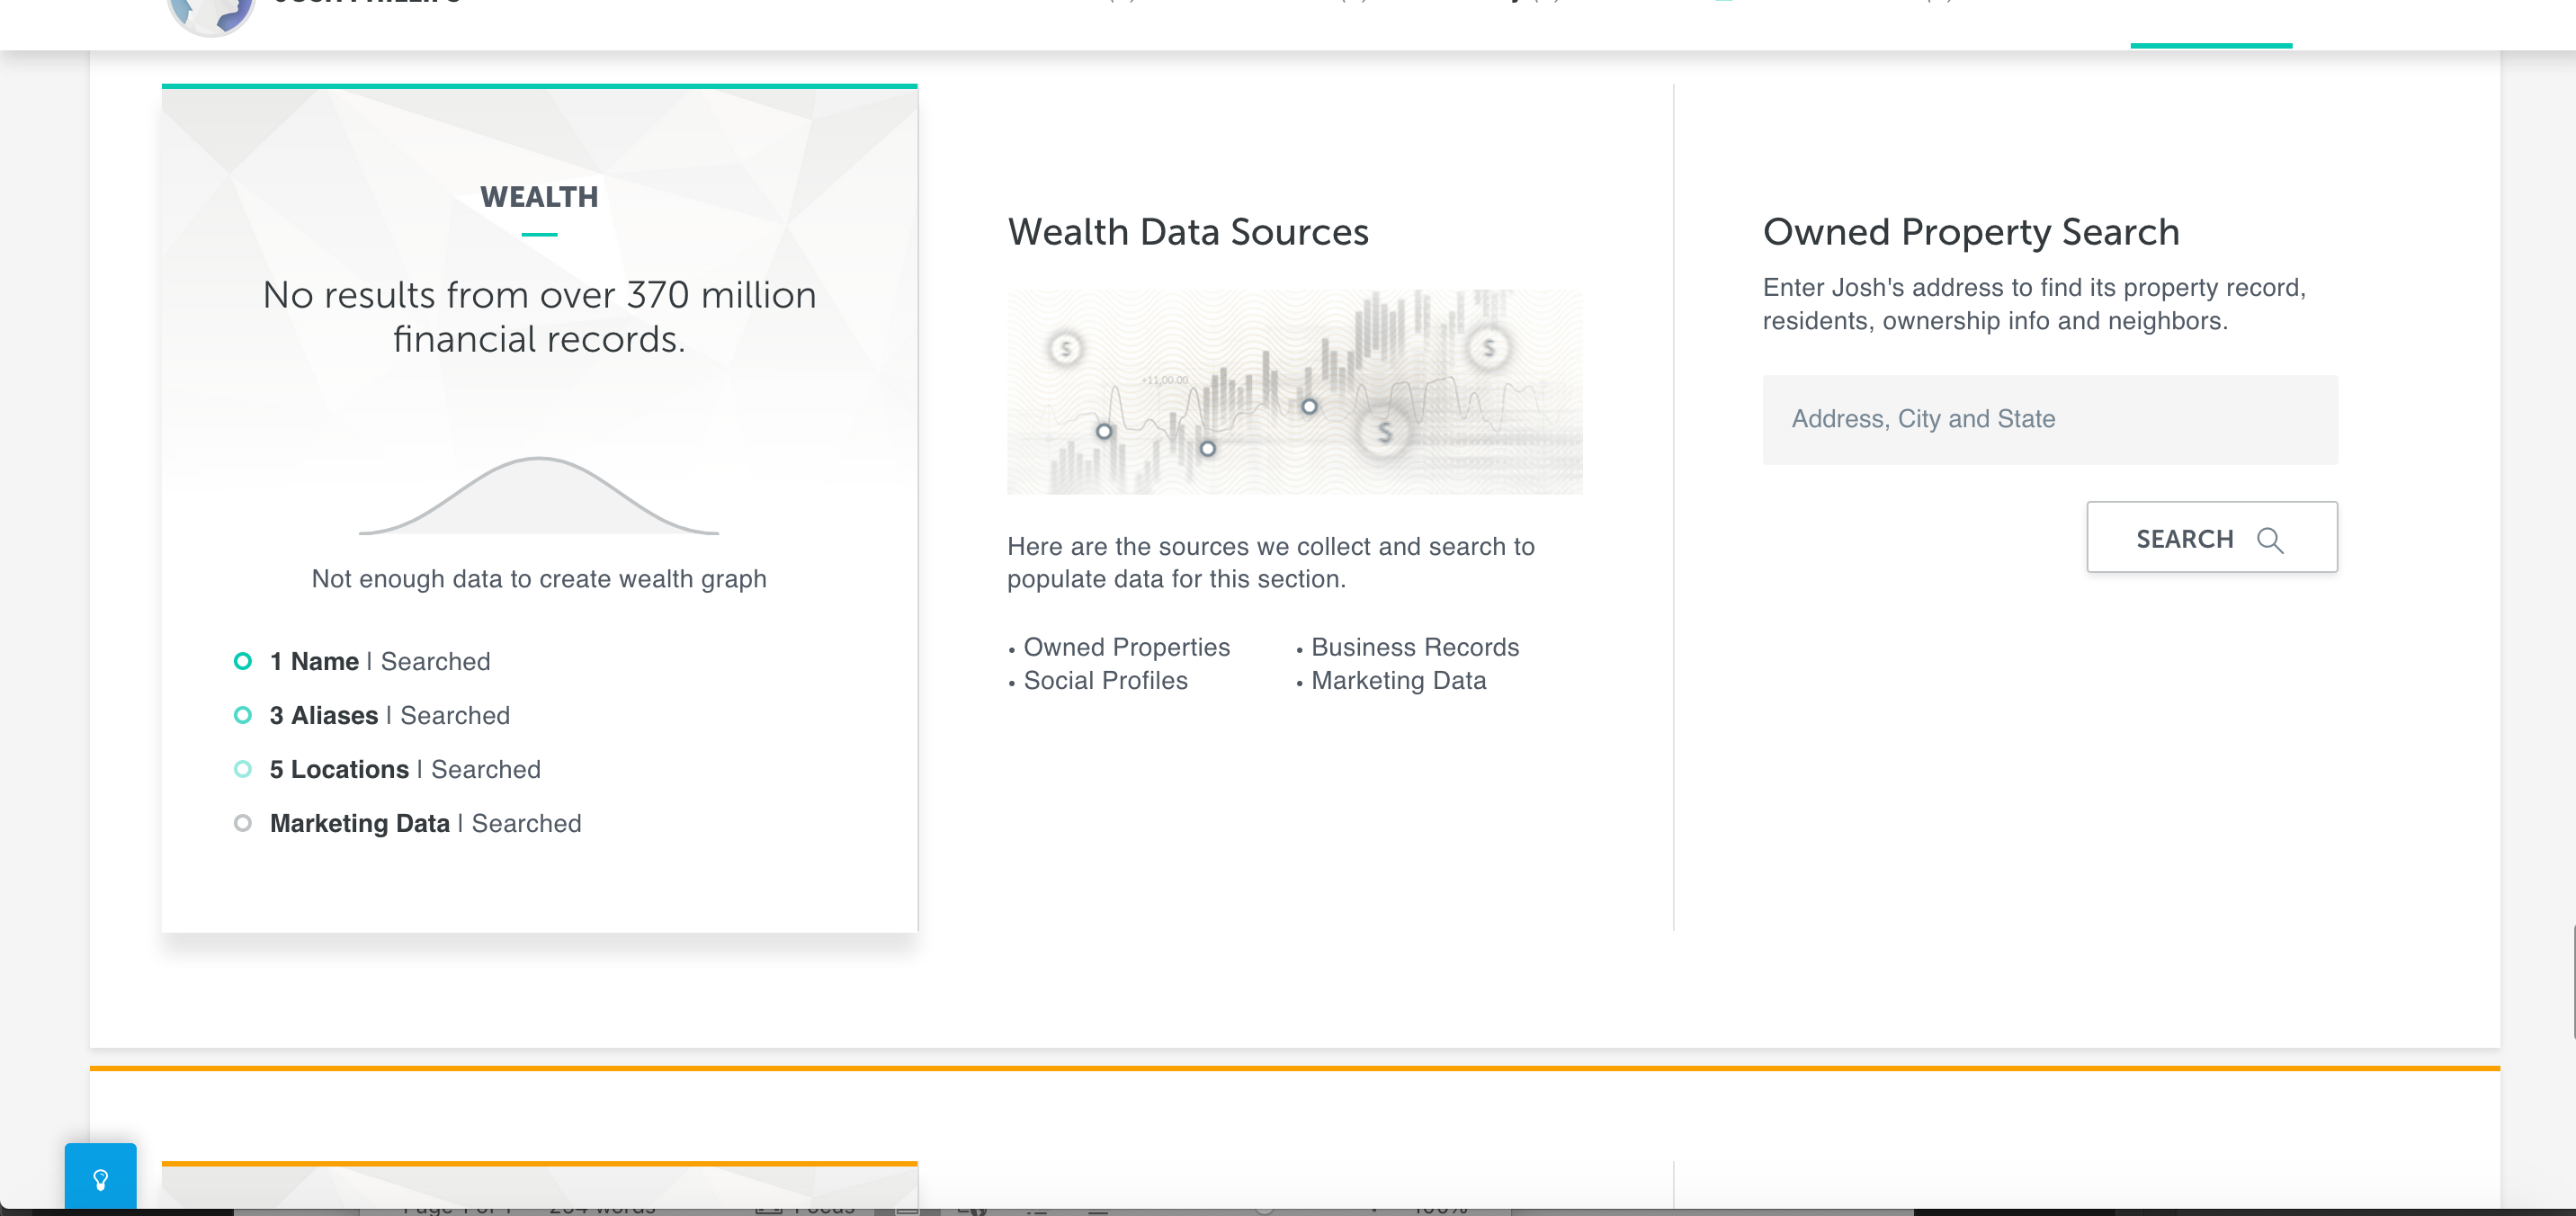 WEALTH
No results from over 370 million
financial records.
Not enough data to create wealth graph
1 Name | Searched
3 Aliases | Searched
5 Locations | Searched
Marketing Data | Searched
Wealth Data Sources
+11,00.00
$
$
$
Here are the sources we collect and search to
populate data for this section.
• Owned Properties
• Social Profiles
• Business Records
• Marketing Data
Owned Property Search
Enter Josh's address to find its property record,
residents, ownership info and neighbors.
Address, City and State
SEARCH